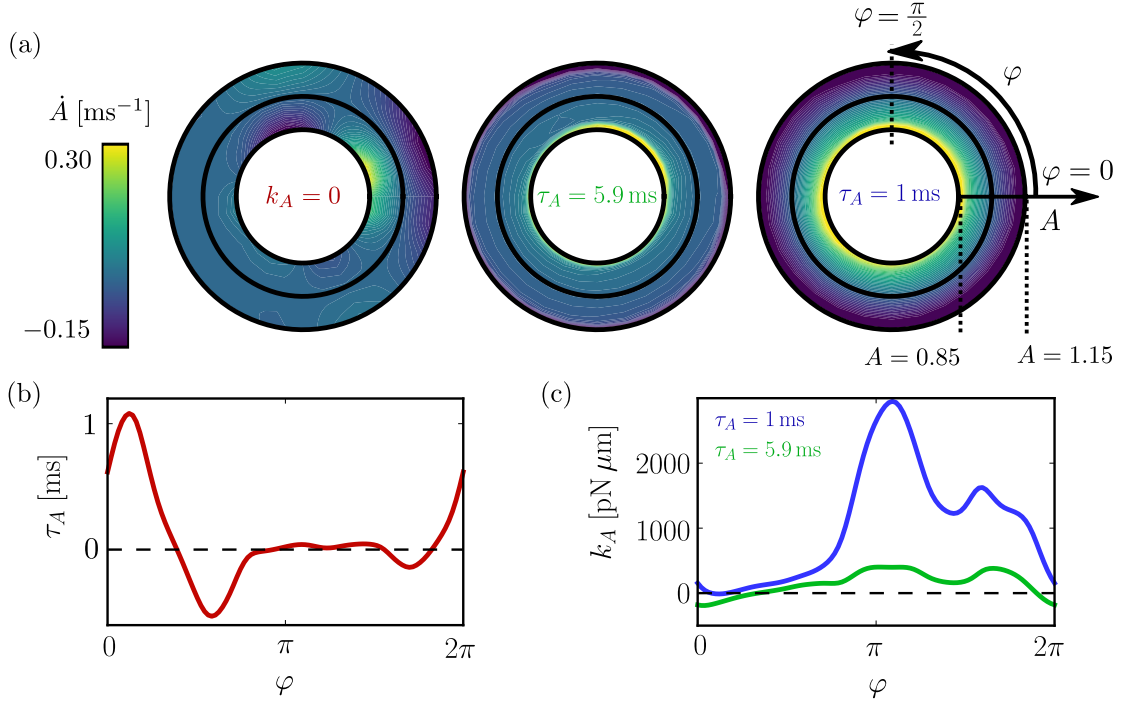 (a)
φ = π/2
φ
Ȧ [ms⁻¹]
0.30
−0.15
k_A = 0
τ_A = 5.9 ms
τ_A = 1 ms
φ = 0
A
A = 0.85
A = 1.15
(b)
τ_A [ms]
1
0
0
π
2π
φ
(c)
k_A [pN μm]
τ_A = 1 ms
τ_A = 5.9 ms
2000
1000
0
0
π
2π
φ